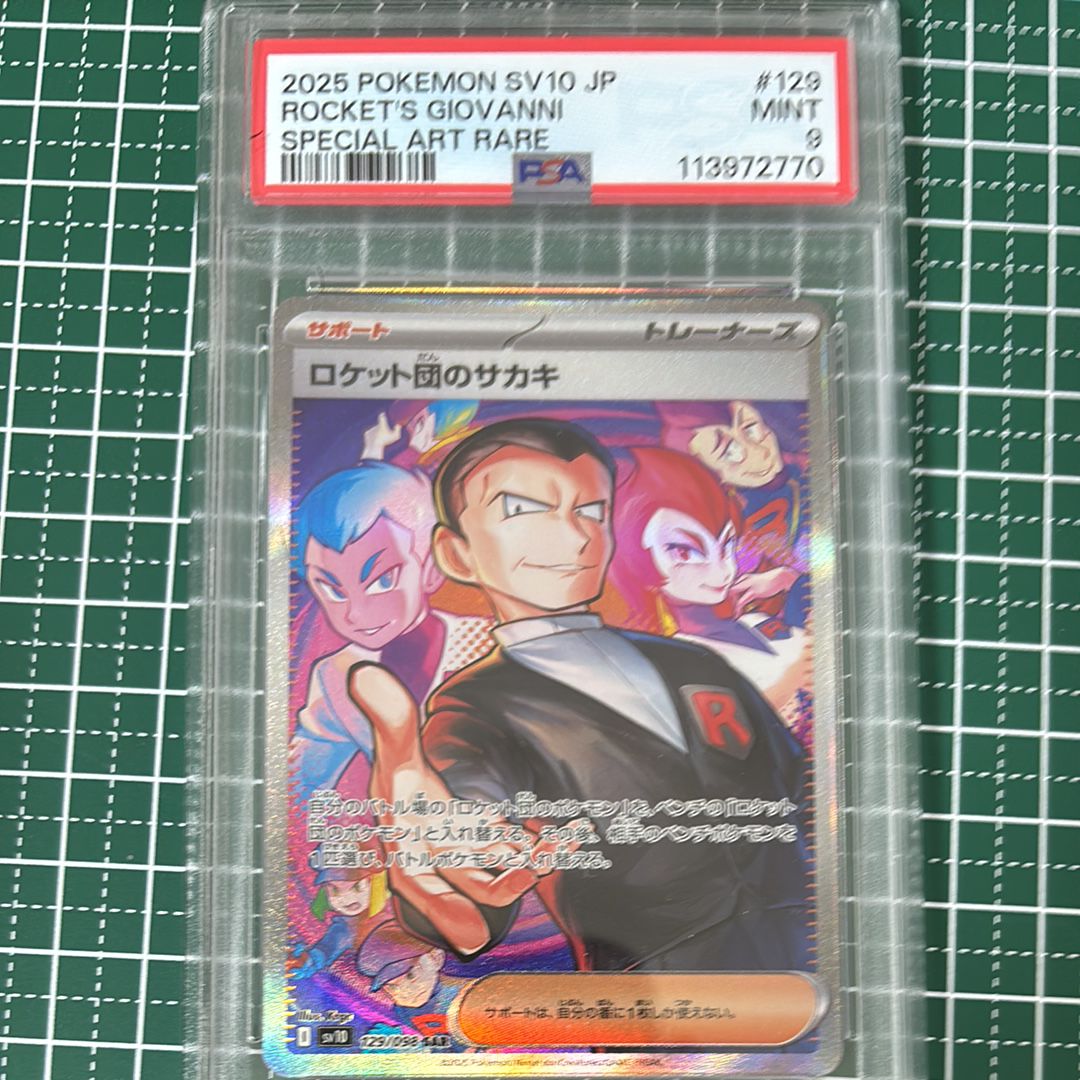 2025 POKEMON SV10 JP #129
ROCKET'S GIOVANNI MINT
SPECIAL ART RARE 9
PSA 113972770
サポート トレーナーズ
ロケット団のサカキ
R
自分のバトル場の「ロケット団のポケモン」を、ベンチの「ロケット
団のポケモン」と入れ替える。その後、相手のベンチポケモンを
1匹選び、バトルポケモンと入れ替える。
サポートは、自分の番に1枚しか使えない。
Illus.
SV10 129/098 SAR